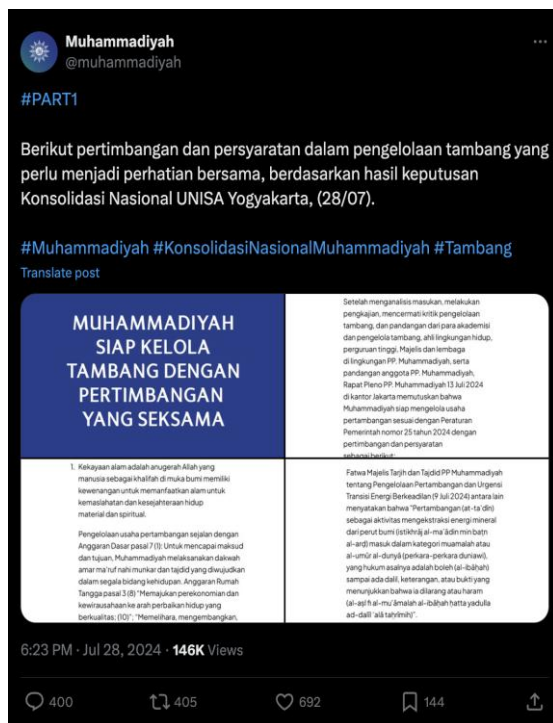 Muhammadiyah
@muhammadiyah
#PART1
Berikut pertimbangan dan persyaratan dalam pengelolaan tambang yang
perlu menjadi perhatian bersama, berdasarkan hasil keputusan
Konsolidasi Nasional UNISA Yogyakarta, (28/07).
#Muhammadiyah #KonsolidasiNasionalMuhammadiyah #Tambang
Translate post
MUHAMMADIYAH
SIAP KELOLA
TAMBANG DENGAN
PERTIMBANGAN
YANG SEKSAMA
Setelah menganalisis masukan, melakukan
pengkajian, mencermati kritik pengelolaan
tambang, dan pandangan dari para akademisi
dan pengelola tambang, ahli lingkungan hidup,
perguruan tinggi, Majelis dan lembaga
di lingkungan PP. Muhammadiyah, serta
pandangan anggota PP. Muhammadiyah,
Rapat Pleno PP. Muhammadiyah 13 Juli 2024
di kantor Jakarta memutuskan bahwa
Muhammadiyah siap mengelola usaha
pertambangan sesuai dengan Peraturan
Pemerintah nomor 25 tahun 2024 dengan
pertimbangan dan persyaratan
sebagai berikut:
1. Kekayaan alam adalah anugerah Allah yang
manusia sebagai khalifah di muka bumi memiliki
kewenangan untuk memanfaatkan alam untuk
kemaslahatan dan kesejahteraan hidup
material dan spiritual.
Pengelolaan usaha pertambangan sejalan dengan
Anggaran Dasar pasal 7 (1): Untuk mencapai maksud
dan tujuan, Muhammadiyah melaksanakan dakwah
amar ma'ruf nahi munkar dan tajdid yang diwujudkan
dalam segala bidang kehidupan. Anggaran Rumah
Tangga pasal 3 (8) "Memajukan perekonomian dan
kewirausahaan ke arah perbaikan hidup yang
berkualitas; (10)"; "Memelihara, mengembangkan,
Fatwa Majelis Tarjih dan Tajdid PP Muhammadiyah
tentang Pengelolaan Pertambangan dan Urgensi
Transisi Energi Berkeadilan (9 Juli 2024) antara lain
menyatakan bahwa "Pertambangan (at-ta'dīn)
sebagai aktivitas mengekstraksi energi mineral
dari perut bumi (istikhrāj al-ma'ādin min baṭn
al-arḍ) masuk dalam kategori muamalah atau
al-umūr al-dunyā (perkara-perkara duniawi),
yang hukum asalnya adalah boleh (al-ibāḥah)
sampai ada dalil, keterangan, atau bukti yang
menunjukkan bahwa ia dilarang atau haram
(al-aṣl fī al-mu'āmalah al-ibāḥah ḥatta yadulla
ad-dalīl 'alā taḥrīmih)".
6:23 PM · Jul 28, 2024 · 146K Views
400 405 692 144